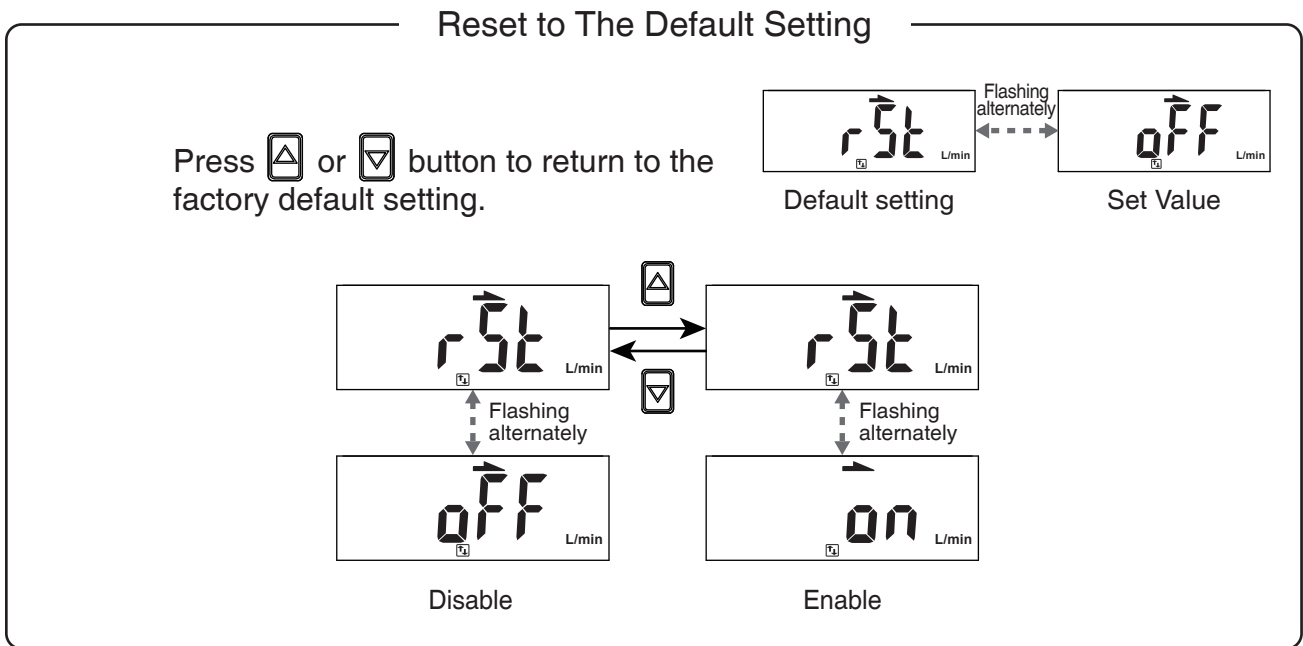 Reset to The Default Setting
Flashing
alternately
rSt L/min
oFF L/min
Press or button to return to the
factory default setting.
Default setting
Set Value
rSt L/min
rSt L/min
Flashing
alternately
Flashing
alternately
oFF L/min
on L/min
Disable
Enable